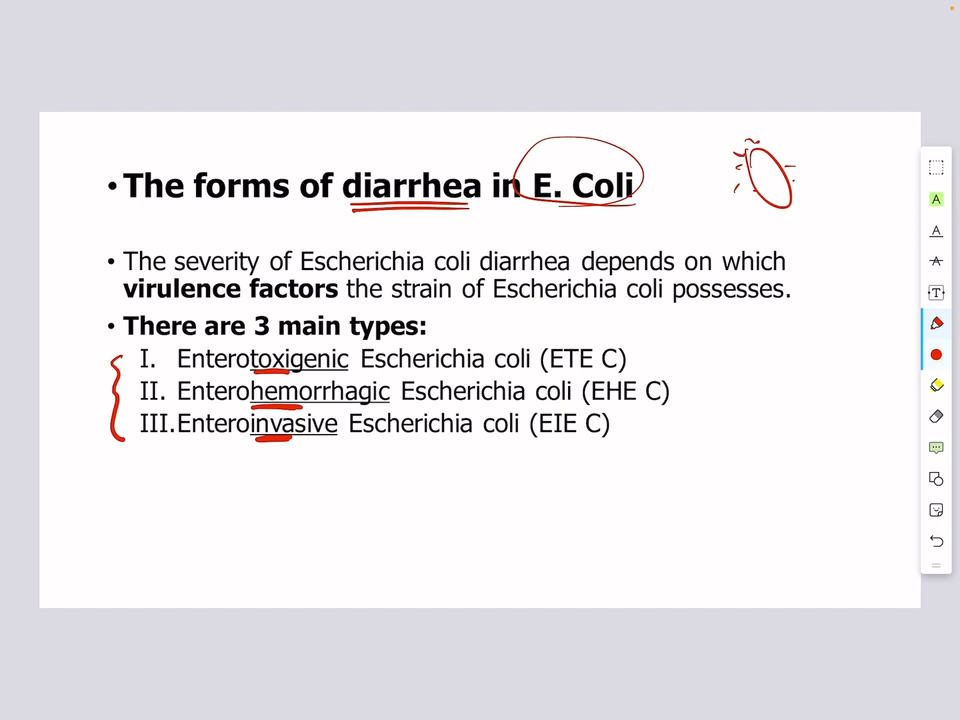 • The forms of diarrhea in E. Coli
• The severity of Escherichia coli diarrhea depends on which
virulence factors the strain of Escherichia coli possesses.
• There are 3 main types:
I. Enterotoxigenic Escherichia coli (ETE C)
II. Enterohemorrhagic Escherichia coli (EHE C)
III.Enteroinvasive Escherichia coli (EIE C)